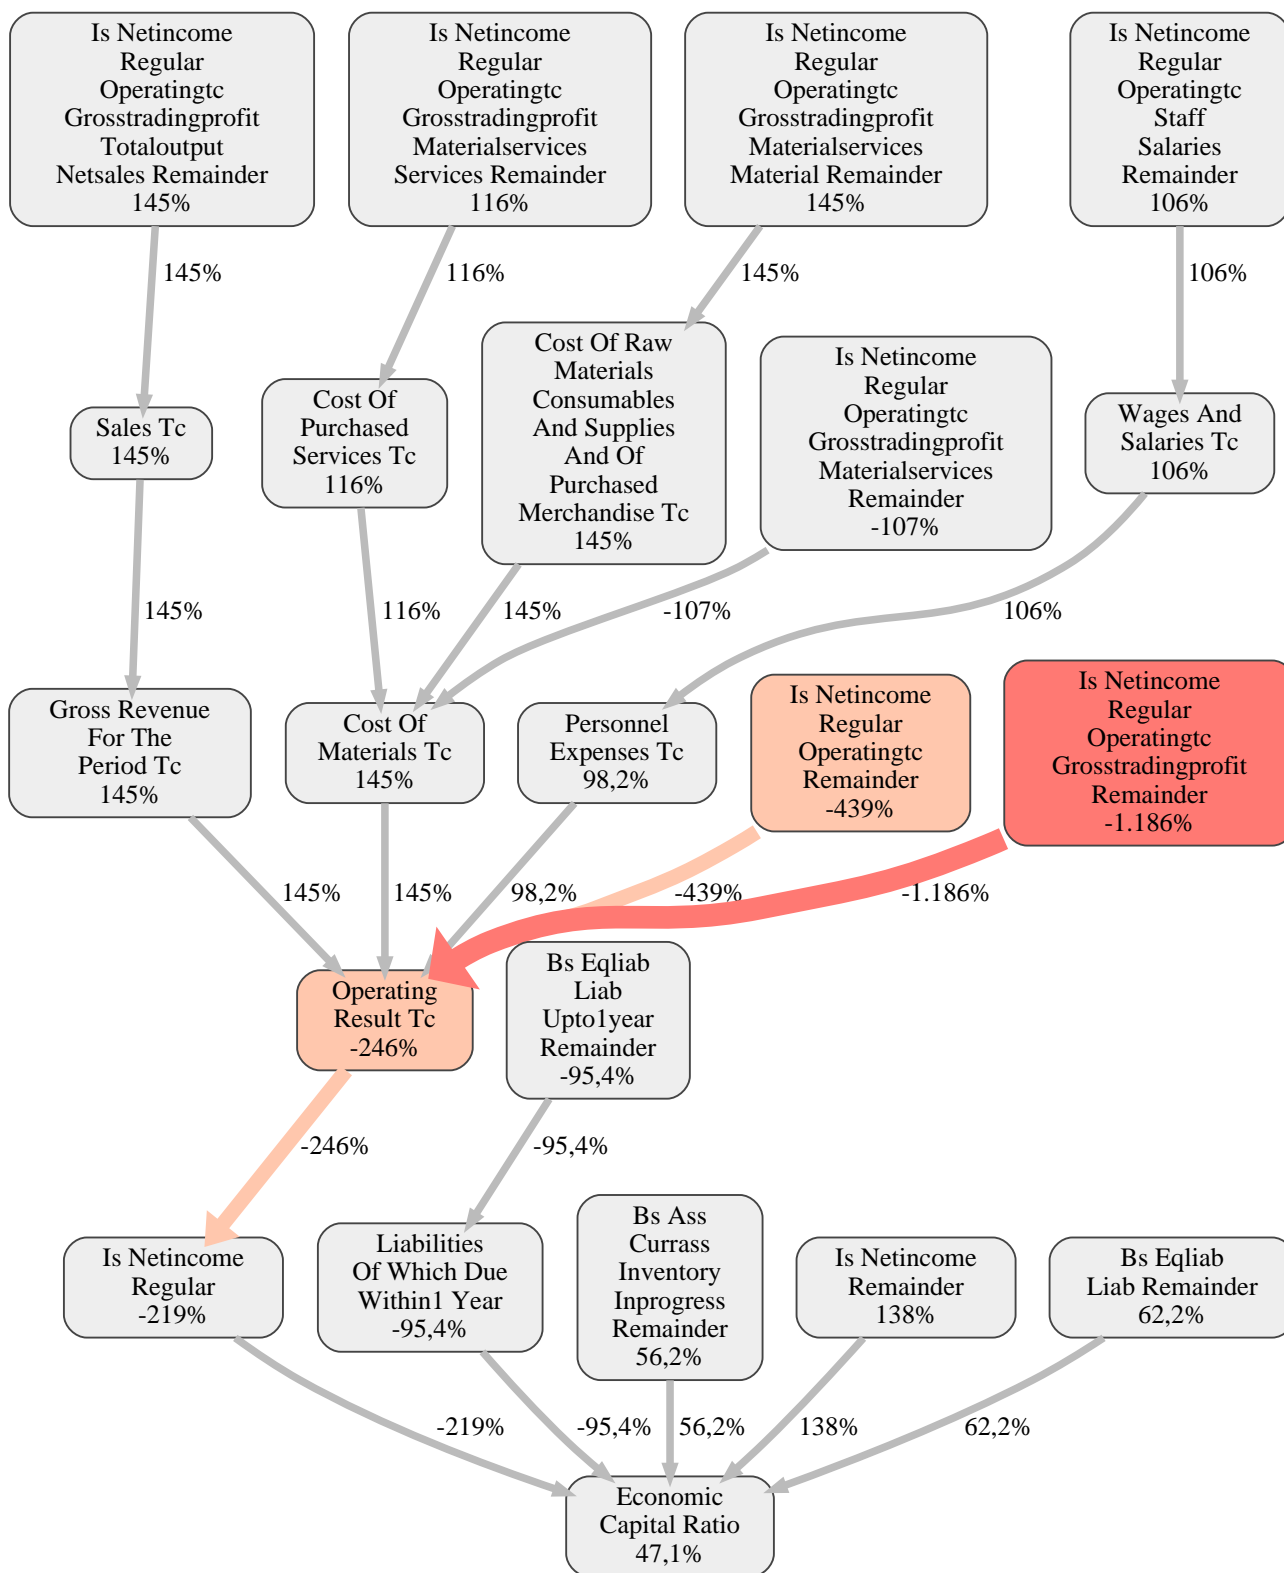 Is Netincome
Regular
Operatingtc
Grosstradingprofit
Totaloutput
Netsales Remainder
145%
Is Netincome
Regular
Operatingtc
Grosstradingprofit
Materialservices
Services Remainder
116%
Is Netincome
Regular
Operatingtc
Grosstradingprofit
Materialservices
Material Remainder
145%
Is Netincome
Regular
Operatingtc
Staff
Salaries
Remainder
106%
145%
116%
145%
106%
Sales Tc
145%
Cost Of
Purchased
Services Tc
116%
Cost Of Raw
Materials
Consumables
And Supplies
And Of
Purchased
Merchandise Tc
145%
Is Netincome
Regular
Operatingtc
Grosstradingprofit
Materialservices
Remainder
-107%
Wages And
Salaries Tc
106%
145%
116%
145%
-107%
106%
Gross Revenue
For The
Period Tc
145%
Cost Of
Materials Tc
145%
Personnel
Expenses Tc
98,2%
Is Netincome
Regular
Operatingtc
Remainder
-439%
Is Netincome
Regular
Operatingtc
Grosstradingprofit
Remainder
-1.186%
145%
145%
98,2%
-439%
-1.186%
Operating
Result Tc
-246%
Bs Eqliab
Liab
Upto1year
Remainder
-95,4%
-246%
-95,4%
Is Netincome
Regular
-219%
Liabilities
Of Which Due
Within1 Year
-95,4%
Bs Ass
Currass
Inventory
Inprogress
Remainder
56,2%
Is Netincome
Remainder
138%
Bs Eqliab
Liab Remainder
62,2%
-219%
-95,4%
56,2%
138%
62,2%
Economic
Capital Ratio
47,1%